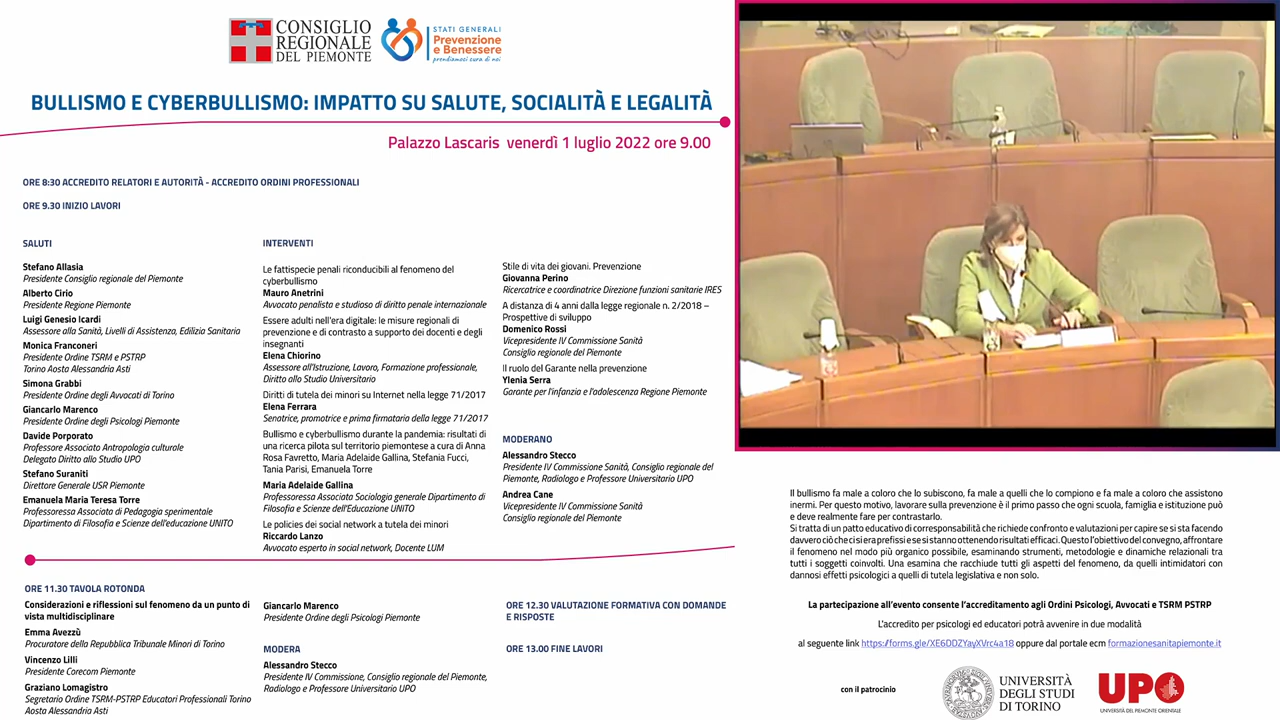 CONSIGLIO
REGIONALE
DEL PIEMONTE
STATI GENERALI
Prevenzione
e Benessere
prendiamoci cura di noi
BULLISMO E CYBERBULLISMO: IMPATTO SU SALUTE, SOCIALITÀ E LEGALITÀ
Palazzo Lascaris venerdì 1 luglio 2022 ore 9.00
ORE 8:30 ACCREDITO RELATORI E AUTORITÀ - ACCREDITO ORDINI PROFESSIONALI
ORE 9.30 INIZIO LAVORI
SALUTI
Stefano Allasia
Presidente Consiglio regionale del Piemonte
Alberto Cirio
Presidente Regione Piemonte
Luigi Genesio Icardi
Assessore alla Sanità, Livelli di Assistenza, Edilizia Sanitaria
Monica Franconeri
Presidente Ordine TSRM e PSTRP
Torino Aosta Alessandria Asti
Simona Grabbi
Presidente Ordine degli Avvocati di Torino
Giancarlo Marenco
Presidente Ordine degli Psicologi Piemonte
Davide Porporato
Professore Associato Antropologia culturale
Delegato Diritto allo Studio UPO
Stefano Suraniti
Direttore Generale USR Piemonte
Emanuela Maria Teresa Torre
Professoressa Associata di Pedagogia sperimentale
Dipartimento di Filosofia e Scienze dell'educazione UNITO
INTERVENTI
Le fattispecie penali riconducibili al fenomeno del
cyberbullismo
Mauro Anetrini
Avvocato penalista e studioso di diritto penale internazionale
Essere adulti nell'era digitale: le misure regionali di
prevenzione e di contrasto a supporto dei docenti e degli
insegnanti
Elena Chiorino
Assessore all'Istruzione, Lavoro, Formazione professionale,
Diritto allo Studio Universitario
Diritti di tutela dei minori su Internet nella legge 71/2017
Elena Ferrara
Senatrice, promotrice e prima firmataria della legge 71/2017
Bullismo e cyberbullismo durante la pandemia: risultati di
una ricerca pilota sul territorio piemontese a cura di Anna
Rosa Favretto, Maria Adelaide Gallina, Stefania Fucci,
Tania Parisi, Emanuela Torre
Maria Adelaide Gallina
Professoressa Associata Sociologia generale Dipartimento di
Filosofia e Scienze dell'Educazione UNITO
Le policies dei social network a tutela dei minori
Riccardo Lanzo
Avvocato esperto in social network, Docente LUM
Stile di vita dei giovani. Prevenzione
Giovanna Perino
Ricercatrice e coordinatrice Direzione funzioni sanitarie IRES
A distanza di 4 anni dalla legge regionale n. 2/2018 –
Prospettive di sviluppo
Domenico Rossi
Vicepresidente IV Commissione Sanità
Consiglio regionale del Piemonte
Il ruolo del Garante nella prevenzione
Ylenia Serra
Garante per l'infanzia e l'adolescenza Regione Piemonte
MODERANO
Alessandro Stecco
Presidente IV Commissione Sanità, Consiglio regionale del
Piemonte, Radiologo e Professore Universitario UPO
Andrea Cane
Vicepresidente IV Commissione Sanità
Consiglio regionale del Piemonte
ORE 11.30 TAVOLA ROTONDA
Considerazioni e riflessioni sul fenomeno da un punto di
vista multidisciplinare
Emma Avezzù
Procuratore della Repubblica Tribunale Minori di Torino
Vincenzo Lilli
Presidente Corecom Piemonte
Graziano Lomagistro
Segretario Ordine TSRM-PSTRP Educatori Professionali Torino
Aosta Alessandria Asti
Giancarlo Marenco
Presidente Ordine degli Psicologi Piemonte
MODERA
Alessandro Stecco
Presidente IV Commissione, Consiglio regionale del Piemonte,
Radiologo e Professore Universitario UPO
ORE 12.30 VALUTAZIONE FORMATIVA CON DOMANDE
E RISPOSTE
ORE 13.00 FINE LAVORI
Il bullismo fa male a coloro che lo subiscono, fa male a quelli che lo compiono e fa male a coloro che assistono
inermi. Per questo motivo, lavorare sulla prevenzione è il primo passo che ogni scuola, famiglia e istituzione può
e deve realmente fare per contrastarlo.
Si tratta di un patto educativo di corresponsabilità che richiede confronto e valutazioni per capire se si sta facendo
davvero ciò che ci si era prefissi e se si stanno ottenendo risultati efficaci. Questo l'obiettivo del convegno, affrontare
il fenomeno nel modo più organico possibile, esaminando strumenti, metodologie e dinamiche relazionali tra
tutti i soggetti coinvolti. Una esamina che racchiude tutti gli aspetti del fenomeno, da quelli intimidatori con
dannosi effetti psicologici a quelli di tutela legislativa e non solo.
La partecipazione all'evento consente l'accreditamento agli Ordini Psicologi, Avvocati e TSRM PSTRP
L'accredito per psicologi ed educatori potrà avvenire in due modalità
al seguente link https://forms.gle/XE6DDZYayXVrc4a18 oppure dal portale ecm formazionesanitapiemonte.it
con il patrocinio
UNIVERSITÀ
DEGLI STUDI
DI TORINO
UPO
UNIVERSITÀ DEL PIEMONTE ORIENTALE